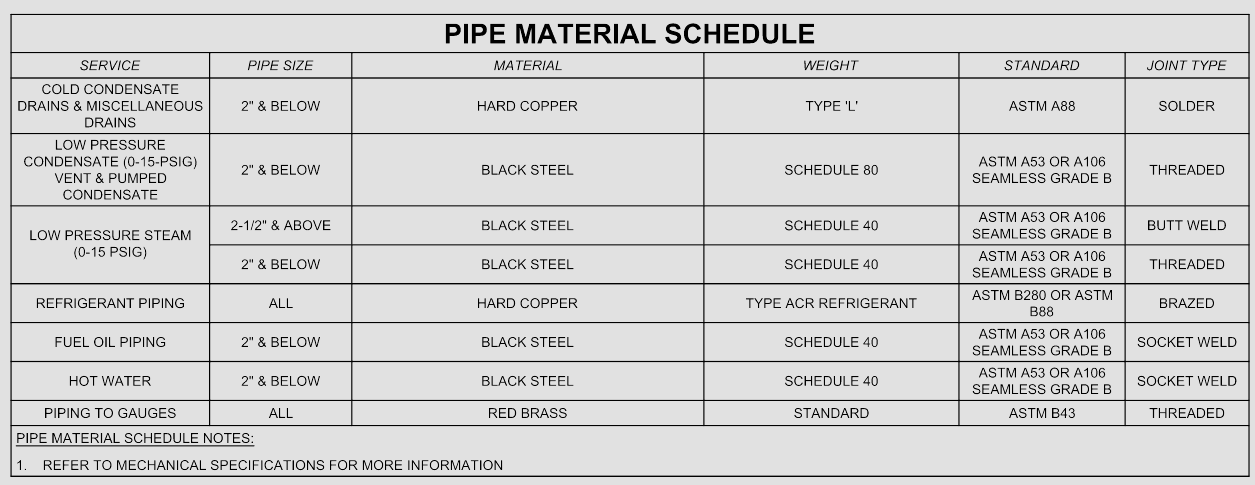 PIPE MATERIAL SCHEDULE
SERVICE PIPE SIZE MATERIAL WEIGHT STANDARD JOINT TYPE
COLD CONDENSATE
DRAINS & MISCELLANEOUS
DRAINS
2" & BELOW HARD COPPER TYPE 'L' ASTM A88 SOLDER
LOW PRESSURE
CONDENSATE (0-15-PSIG)
VENT & PUMPED
CONDENSATE
2" & BELOW BLACK STEEL SCHEDULE 80
ASTM A53 OR A106
SEAMLESS GRADE B
THREADED
LOW PRESSURE STEAM
(0-15 PSIG)
2-1/2" & ABOVE BLACK STEEL SCHEDULE 40
ASTM A53 OR A106
SEAMLESS GRADE B
BUTT WELD
2" & BELOW BLACK STEEL SCHEDULE 40
ASTM A53 OR A106
SEAMLESS GRADE B
THREADED
REFRIGERANT PIPING ALL HARD COPPER TYPE ACR REFRIGERANT
ASTM B280 OR ASTM
B88
BRAZED
FUEL OIL PIPING 2" & BELOW BLACK STEEL SCHEDULE 40
ASTM A53 OR A106
SEAMLESS GRADE B
SOCKET WELD
HOT WATER 2" & BELOW BLACK STEEL SCHEDULE 40
ASTM A53 OR A106
SEAMLESS GRADE B
SOCKET WELD
PIPING TO GAUGES ALL RED BRASS STANDARD ASTM B43 THREADED
PIPE MATERIAL SCHEDULE NOTES:
1. REFER TO MECHANICAL SPECIFICATIONS FOR MORE INFORMATION